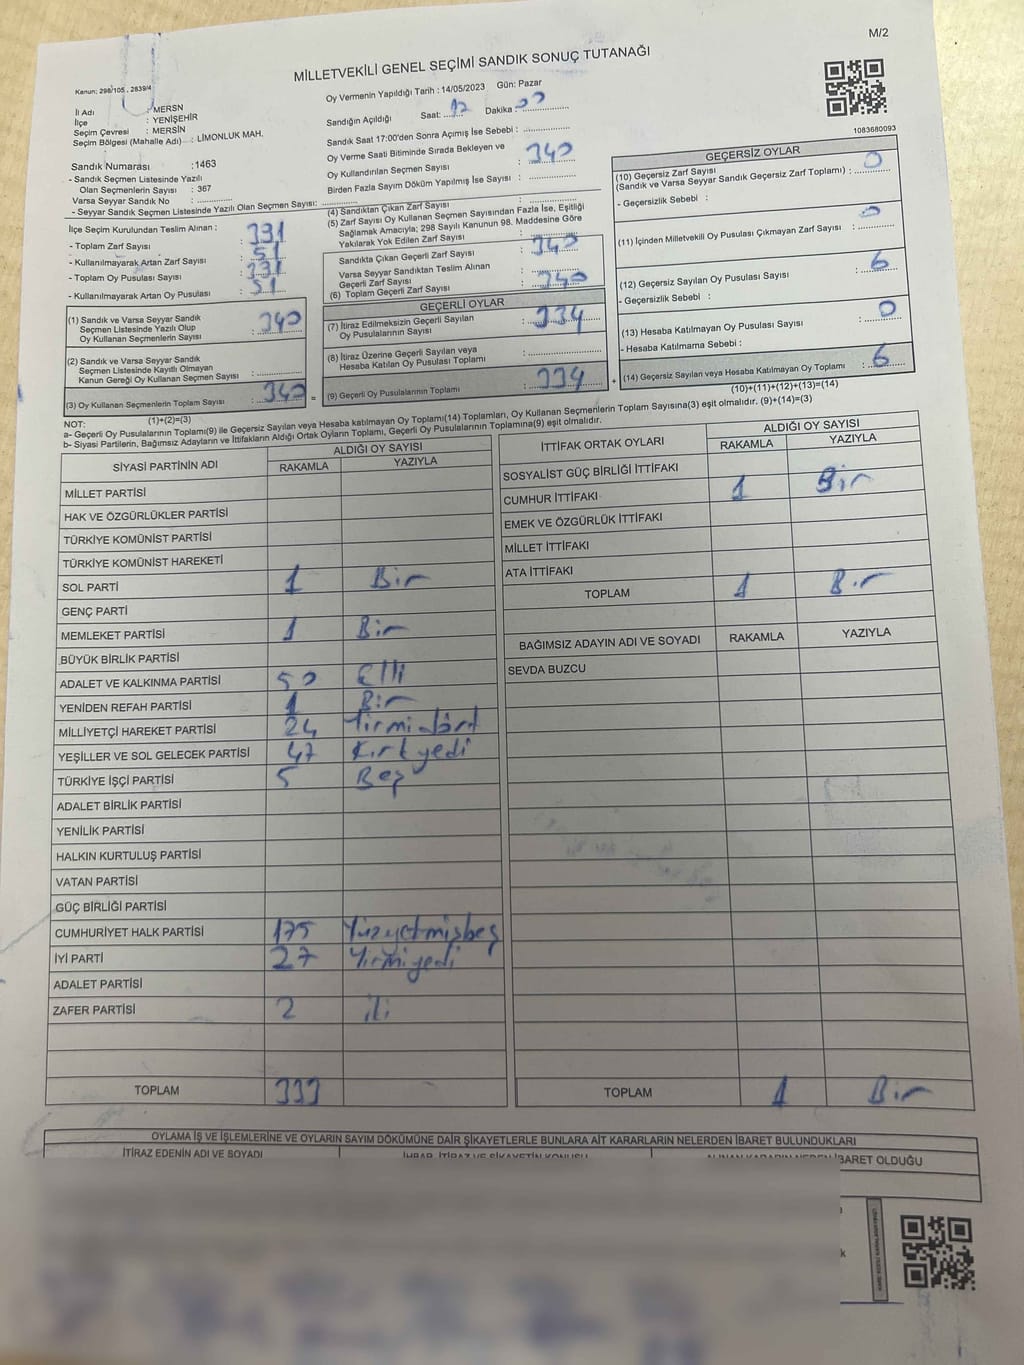 M/2
MİLLETVEKİLİ GENEL SEÇİMİ SANDIK SONUÇ TUTANAĞI
Kanun: 298/105, 2839/4
Oy Vermenin Yapıldığı Tarih : 14/05/2023 Gün: Pazar
İl Adı : MERSN
İlçe : YENİŞEHİR
Seçim Çevresi : MERSİN
Seçim Bölgesi (Mahalle Adı) : LİMONLUK MAH.
Sandık Numarası : 1463
- Sandık Seçmen Listesinde Yazılı
Olan Seçmenlerin Sayısı : 367
Varsa Seyyar Sandık No :
- Seyyar Sandık Seçmen Listesinde Yazılı Olan Seçmen Sayısı:
Sandığın Açıldığı Saat: Dakika :
Sandık Saat 17:00'den Sonra Açımış İse Sebebi :
Oy Verme Saati Bitiminde Sırada Bekleyen ve
Oy Kullandırılan Seçmen Sayısı : 340
Birden Fazla Sayım Döküm Yapılmış İse Sayısı :
1083680093
İlçe Seçim Kurulundan Teslim Alınan :
- Toplam Zarf Sayısı : 331
- Kullanılmayarak Artan Zarf Sayısı : 51
- Toplam Oy Pusulası Sayısı : 331
- Kullanılmayarak Artan Oy Pusulası : 51
(1) Sandık ve Varsa Seyyar Sandık
Seçmen Listesinde Yazılı Olup
Oy Kullanan Seçmenlerin Sayısı : 340
(2) Sandık ve Varsa Seyyar Sandık
Seçmen Listesinde Kayıtlı Olmayan
Kanun Gereği Oy Kullanan Seçmen Sayısı :
(3) Oy Kullanan Seçmenlerin Toplam Sayısı : 340
(1)+(2)=(3)
(4) Sandıktan Çıkan Zarf Sayısı :
(5) Zarf Sayısı Oy Kullanan Seçmen Sayısından Fazla İse, Eşitliği
Sağlamak Amacıyla; 298 Sayılı Kanunun 98. Maddesine Göre
Yakılarak Yok Edilen Zarf Sayısı :
Sandıkta Çıkan Geçerli Zarf Sayısı : 340
Varsa Seyyar Sandıktan Teslim Alınan
Geçerli Zarf Sayısı :
(6) Toplam Geçerli Zarf Sayısı : 340
GEÇERLİ OYLAR
(7) İtiraz Edilmeksizin Geçerli Sayılan
Oy Pusulalarının Sayısı : 334
(8) İtiraz Üzerine Geçerli Sayılan veya
Hesaba Katılan Oy Pusulası Toplamı :
= (9) Geçerli Oy Pusulalarının Toplamı : 334
GEÇERSİZ OYLAR
(10) Geçersiz Zarf Sayısı
(Sandık ve Varsa Seyyar Sandık Geçersiz Zarf Toplamı) : 0
- Geçersizlik Sebebi :
(11) İçinden Milletvekili Oy Pusulası Çıkmayan Zarf Sayısı : 0
(12) Geçersiz Sayılan Oy Pusulası Sayısı : 6
- Geçersizlik Sebebi :
(13) Hesaba Katılmayan Oy Pusulası Sayısı : 0
- Hesaba Katılmama Sebebi :
+ (14) Geçersiz Sayılan veya Hesaba Katılmayan Oy Toplamı : 6
(10)+(11)+(12)+(13)=(14)
NOT:
a- Geçerli Oy Pusulalarının Toplamı(9) ile Geçersiz Sayılan veya Hesaba katılmayan Oy Toplamı(14) Toplamları, Oy Kullanan Seçmenlerin Toplam Sayısına(3) eşit olmalıdır. (9)+(14)=(3)
b- Siyasi Partilerin, Bağımsız Adayların ve İttifakların Aldığı Ortak Oyların Toplamı, Geçerli Oy Pusulalarının Toplamına(9) eşit olmalıdır.
SİYASİ PARTİNİN ADI ALDIĞI OY SAYISI
RAKAMLA YAZIYLA
MİLLET PARTİSİ
HAK VE ÖZGÜRLÜKLER PARTİSİ
TÜRKİYE KOMÜNİST PARTİSİ
TÜRKİYE KOMÜNİST HAREKETİ
SOL PARTİ 1 Bir
GENÇ PARTİ
MEMLEKET PARTİSİ 1 Bir
BÜYÜK BİRLİK PARTİSİ
ADALET VE KALKINMA PARTİSİ 50 Elli
YENİDEN REFAH PARTİSİ 1 Bir
MİLLİYETÇİ HAREKET PARTİSİ 24 Yirmi dört
YEŞİLLER VE SOL GELECEK PARTİSİ 47 Kırk yedi
TÜRKİYE İŞÇİ PARTİSİ 5 Beş
ADALET BİRLİK PARTİSİ
YENİLİK PARTİSİ
HALKIN KURTULUŞ PARTİSİ
VATAN PARTİSİ
GÜÇ BİRLİĞİ PARTİSİ
CUMHURİYET HALK PARTİSİ 175 Yüzyetmişbeş
İYİ PARTİ 27 Yirmi yedi
ADALET PARTİSİ
ZAFER PARTİSİ 2 İki
TOPLAM 333
İTTİFAK ORTAK OYLARI ALDIĞI OY SAYISI
RAKAMLA YAZIYLA
SOSYALİST GÜÇ BİRLİĞİ İTTİFAKI
CUMHUR İTTİFAKI 1 Bir
EMEK VE ÖZGÜRLÜK İTTİFAKI
MİLLET İTTİFAKI
ATA İTTİFAKI
TOPLAM 1 Bir
BAĞIMSIZ ADAYIN ADI VE SOYADI RAKAMLA YAZIYLA
SEVDA BUZCU
TOPLAM 1 Bir
OYLAMA İŞ VE İŞLEMLERİNE VE OYLARIN SAYIM DÖKÜMÜNE DAİR ŞİKAYETLERLE BUNLARA AİT KARARLARIN NELERDEN İBARET BULUNDUKLARI
İTİRAZ EDENİN ADI VE SOYADI İHBAR, İTİRAZ VE ŞİKAYETİN KONUSU ALINAN KARARIN NEDEN İBARET OLDUĞU